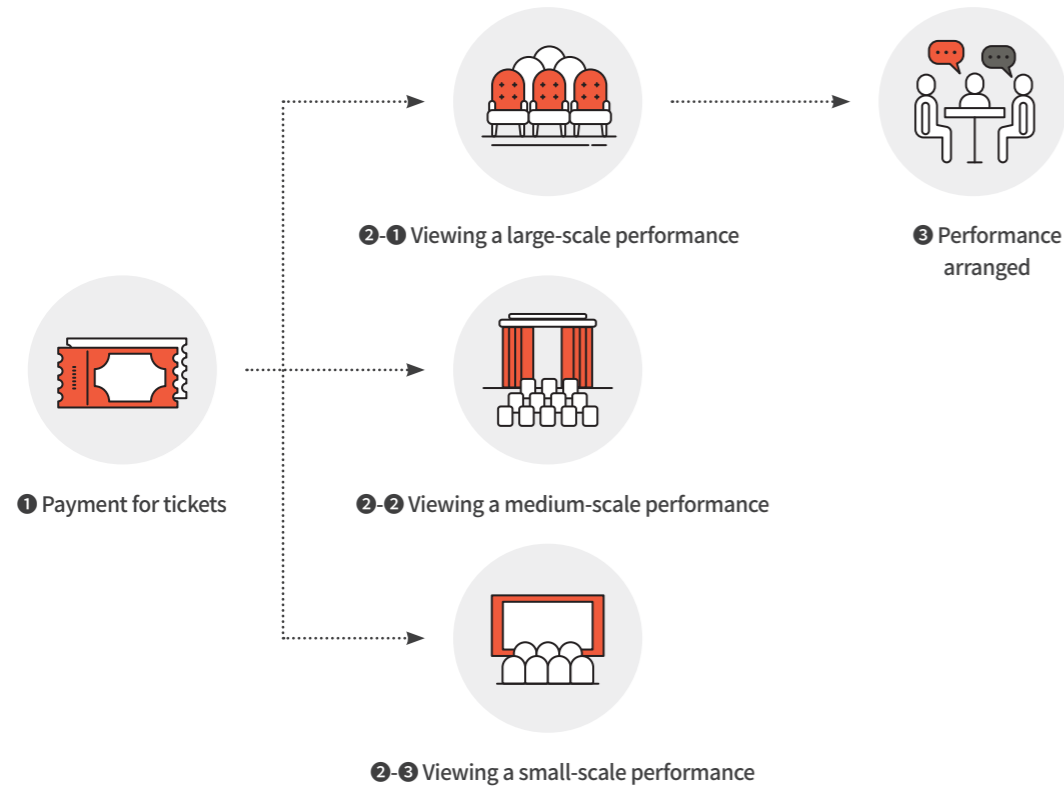 ❷-❶ Viewing a large-scale performance
❸ Performance
arranged
❶ Payment for tickets
❷-❷ Viewing a medium-scale performance
❷-❸ Viewing a small-scale performance